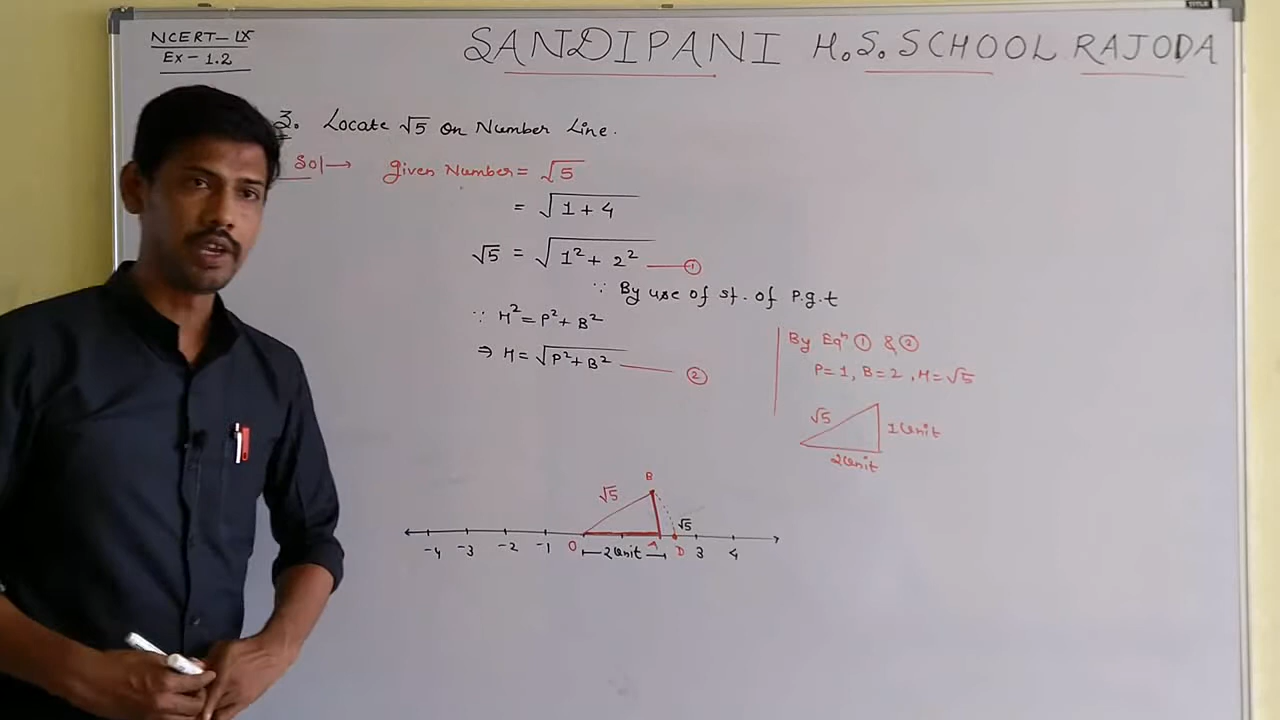 NCERT - IX
Ex - 1.2
SANDIPANI H.S. SCHOOL RAJODA
3. Locate √5 on Number Line.
Sol → given Number = √5
= √1 + 4
√5 = √1² + 2² ①
∵ By use of st. of P.g.t
∵ H² = P² + B²
⇒ H = √P² + B² ②
By Eqⁿ ① & ②
P = 1, B = 2, H = √5
√5
1 Unit
2 Unit
B
√5
√5
-4 -3 -2 -1 O 2 Unit A D 3 4